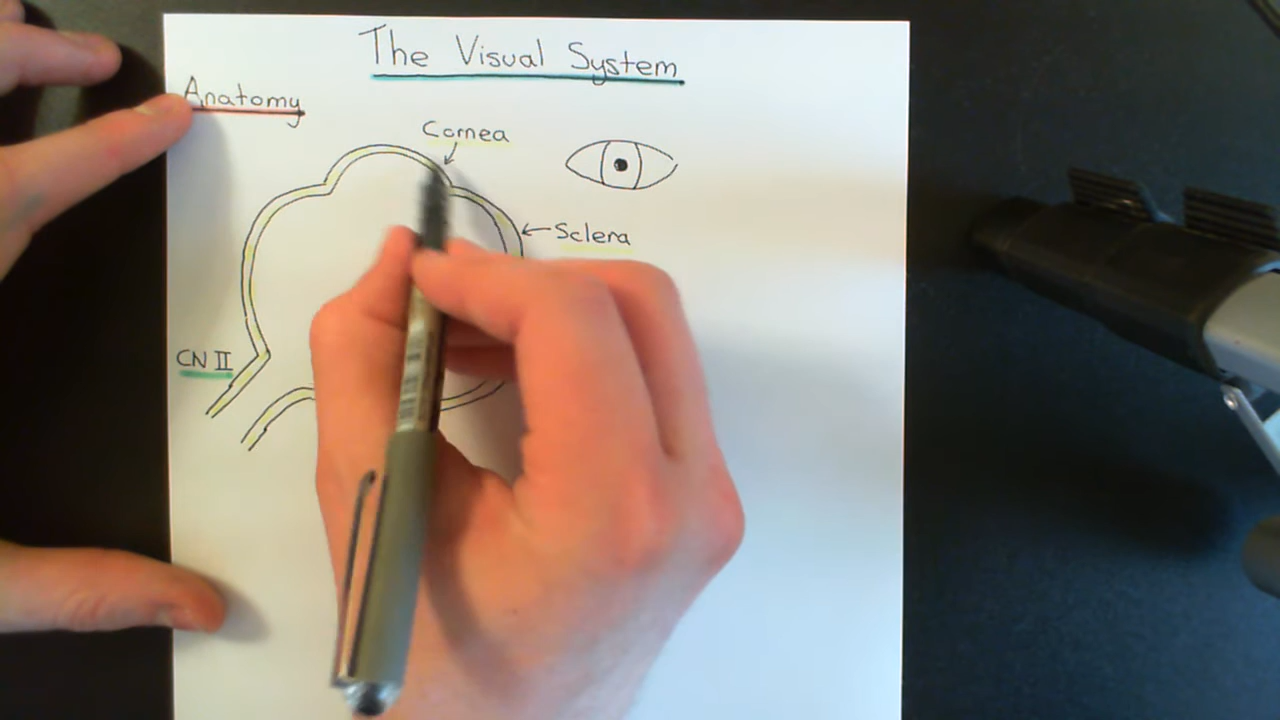 The Visual System
Anatomy
Cornea
Sclera
CN II